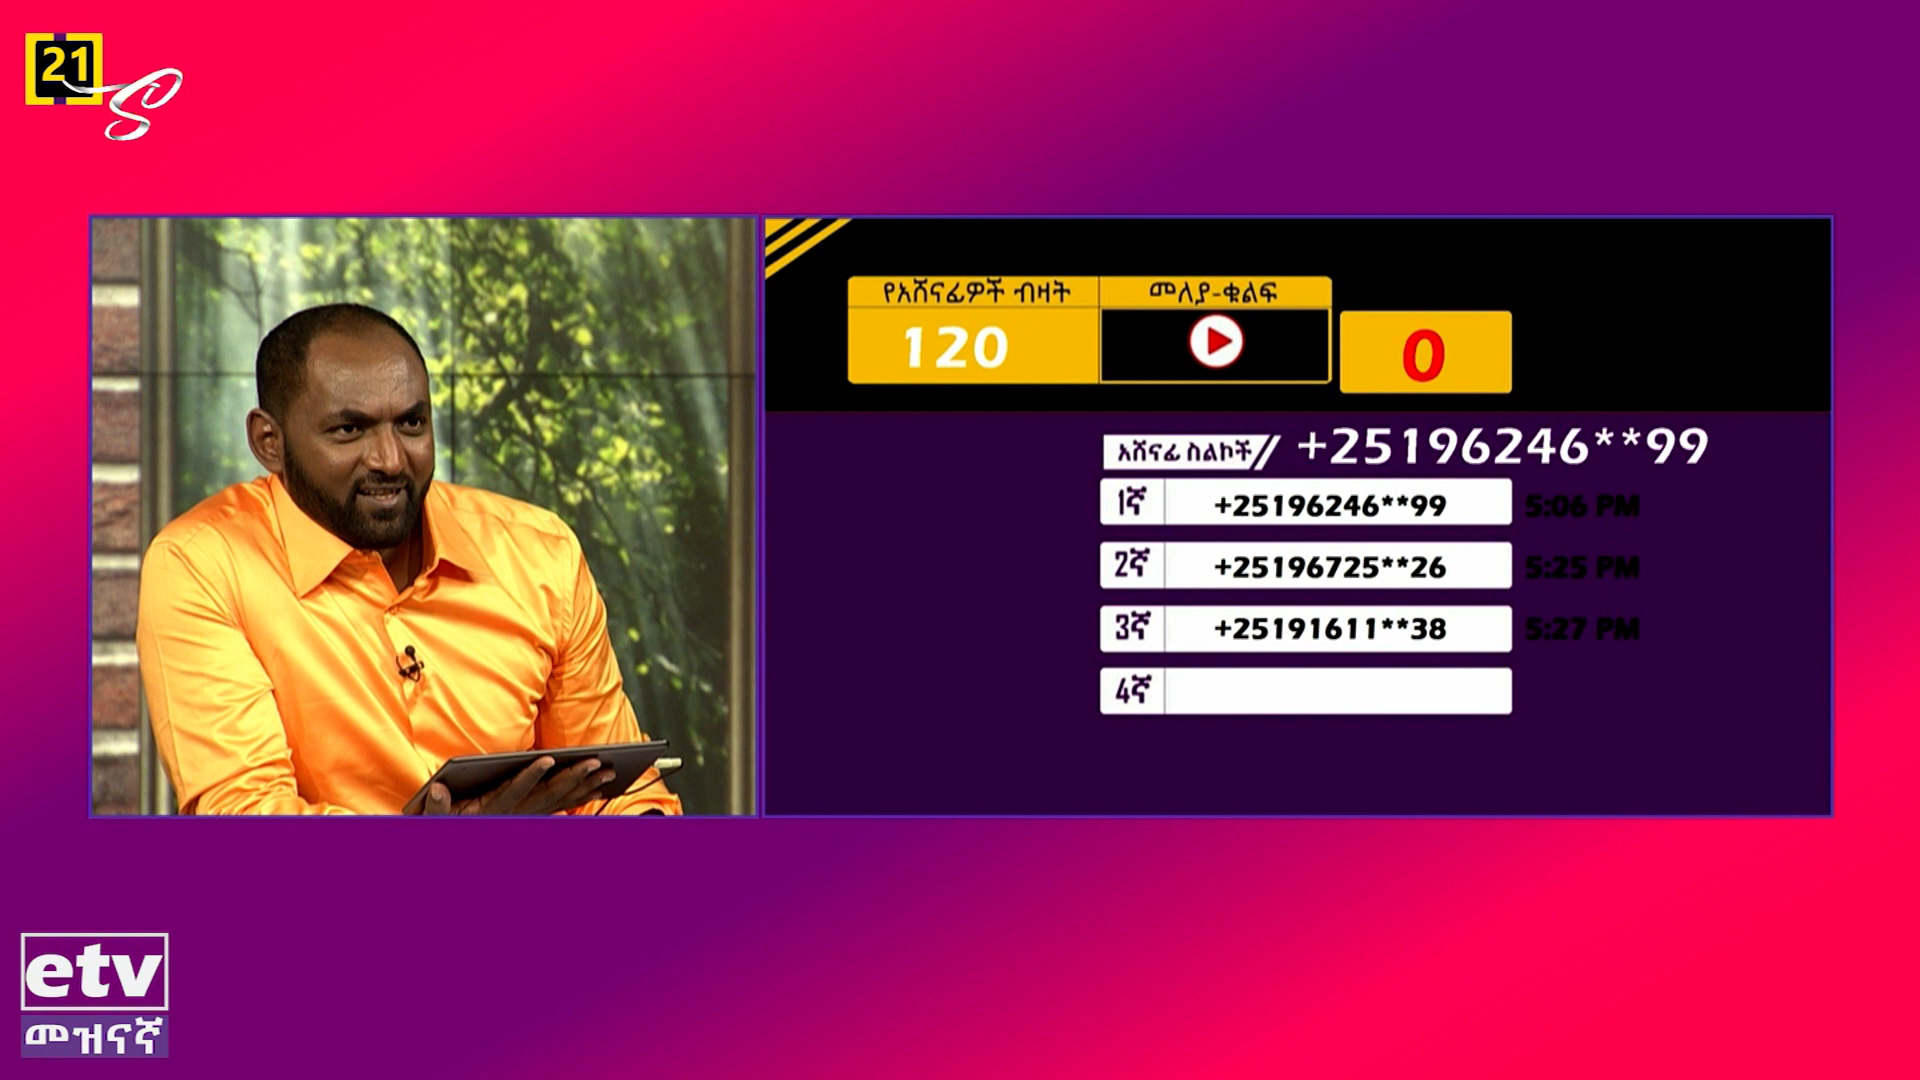 21
S
የአሸናፊዎች ብዛት
መለያ-ቁልፍ
120
0
አሸናፊ ስልኮች// +25196246**99
1ኛ +25196246**99 5:06 PM
2ኛ +25196725**26 5:25 PM
3ኛ +25191611**38 5:27 PM
4ኛ
etv
መዝናኛ